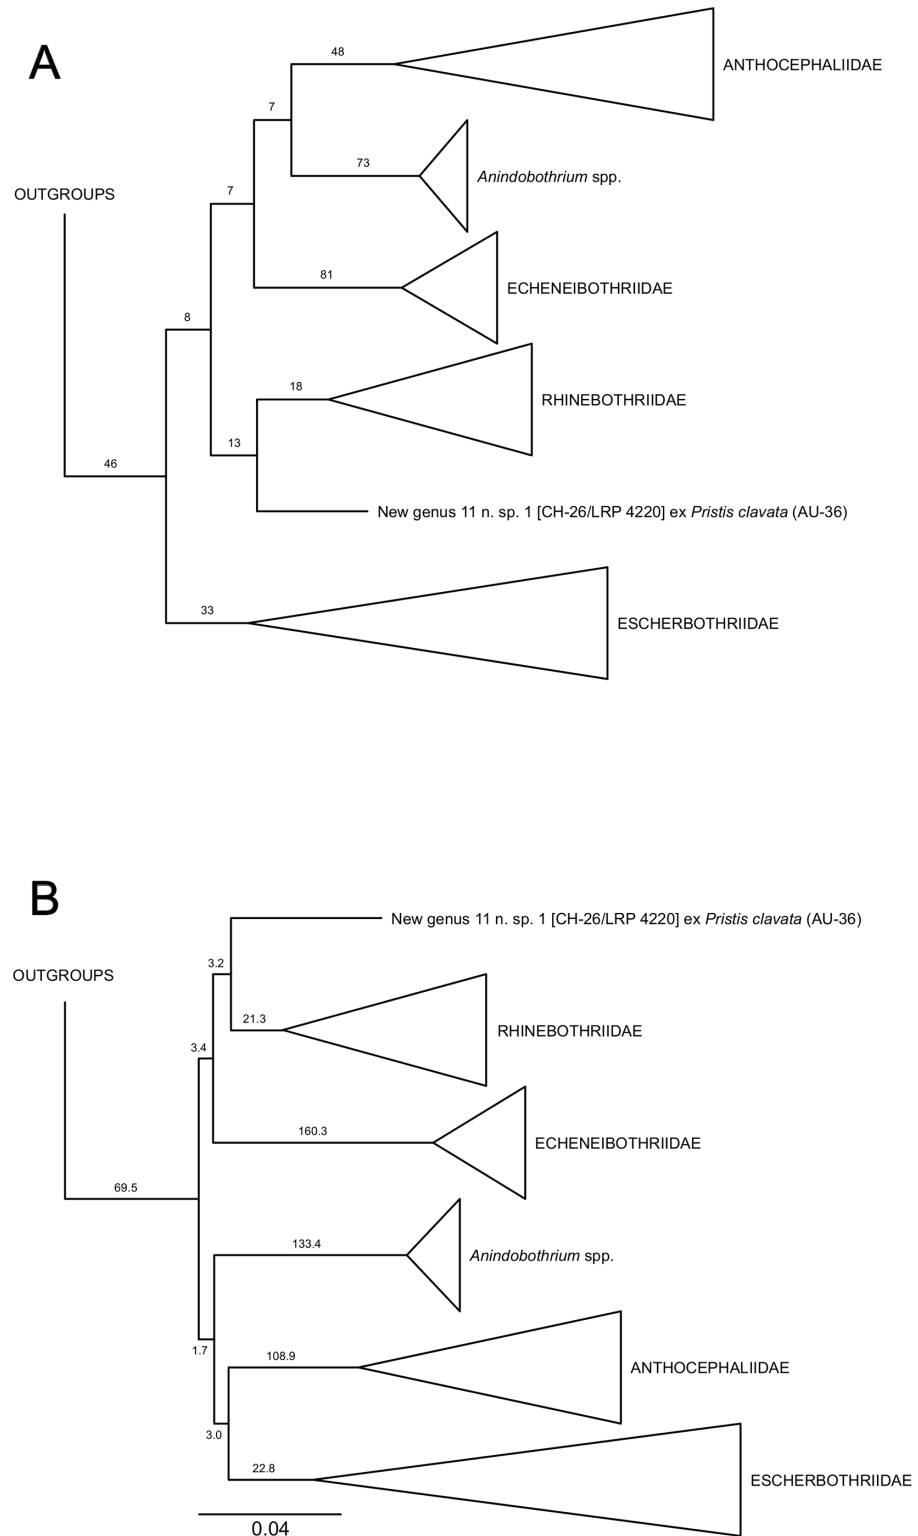 A
48
ANTHOCEPHALIIDAE
7
73
Anindobothrium spp.
7
OUTGROUPS
81
ECHENEIBOTHRIIDAE
8
18
RHINEBOTHRIIDAE
13
46
New genus 11 n. sp. 1 [CH-26/LRP 4220] ex Pristis clavata (AU-36)
33
ESCHERBOTHRIIDAE
B
New genus 11 n. sp. 1 [CH-26/LRP 4220] ex Pristis clavata (AU-36)
3.2
OUTGROUPS
21.3
RHINEBOTHRIIDAE
3.4
160.3
ECHENEIBOTHRIIDAE
69.5
133.4
Anindobothrium spp.
1.7
108.9
ANTHOCEPHALIIDAE
3.0
22.8
ESCHERBOTHRIIDAE
0.04